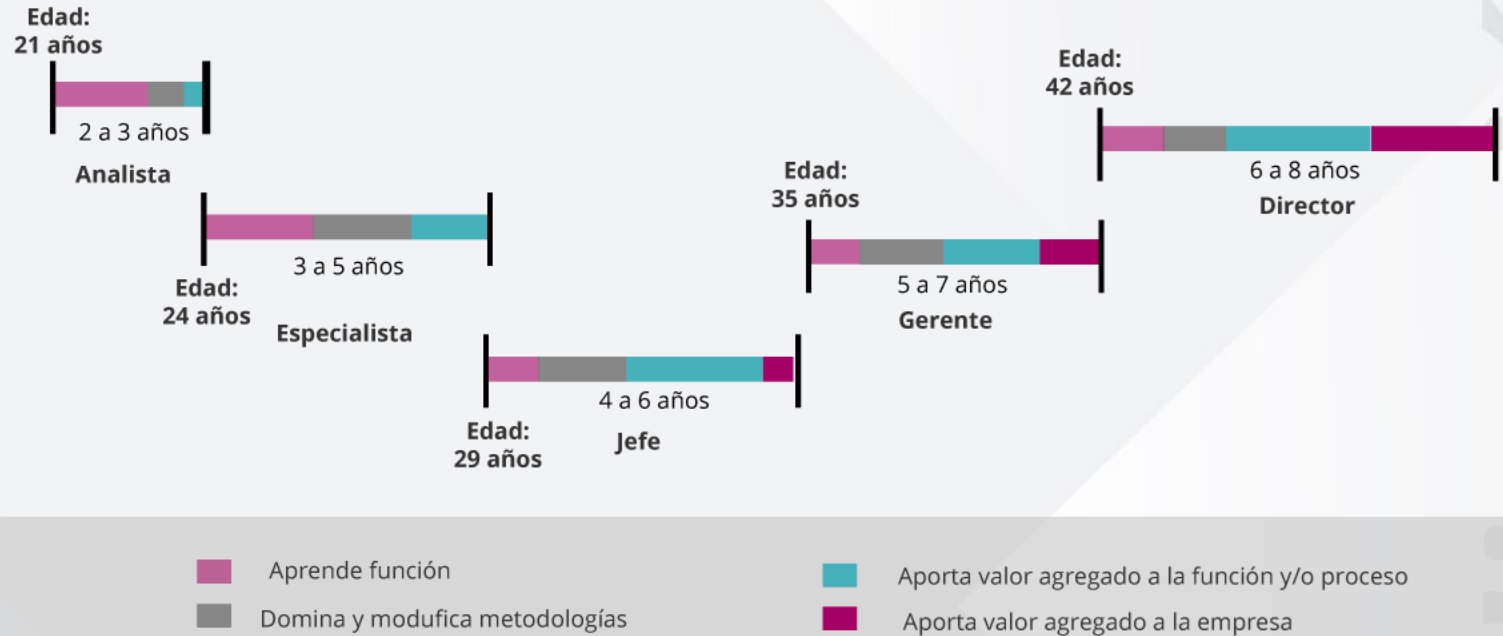 Edad:
21 años
2 a 3 años
Analista
Edad:
24 años
3 a 5 años
Especialista
Edad:
29 años
4 a 6 años
Jefe
Edad:
35 años
5 a 7 años
Gerente
Edad:
42 años
6 a 8 años
Director
Aprende función
Domina y modufica metodologías
Aporta valor agregado a la función y/o proceso
Aporta valor agregado a la empresa